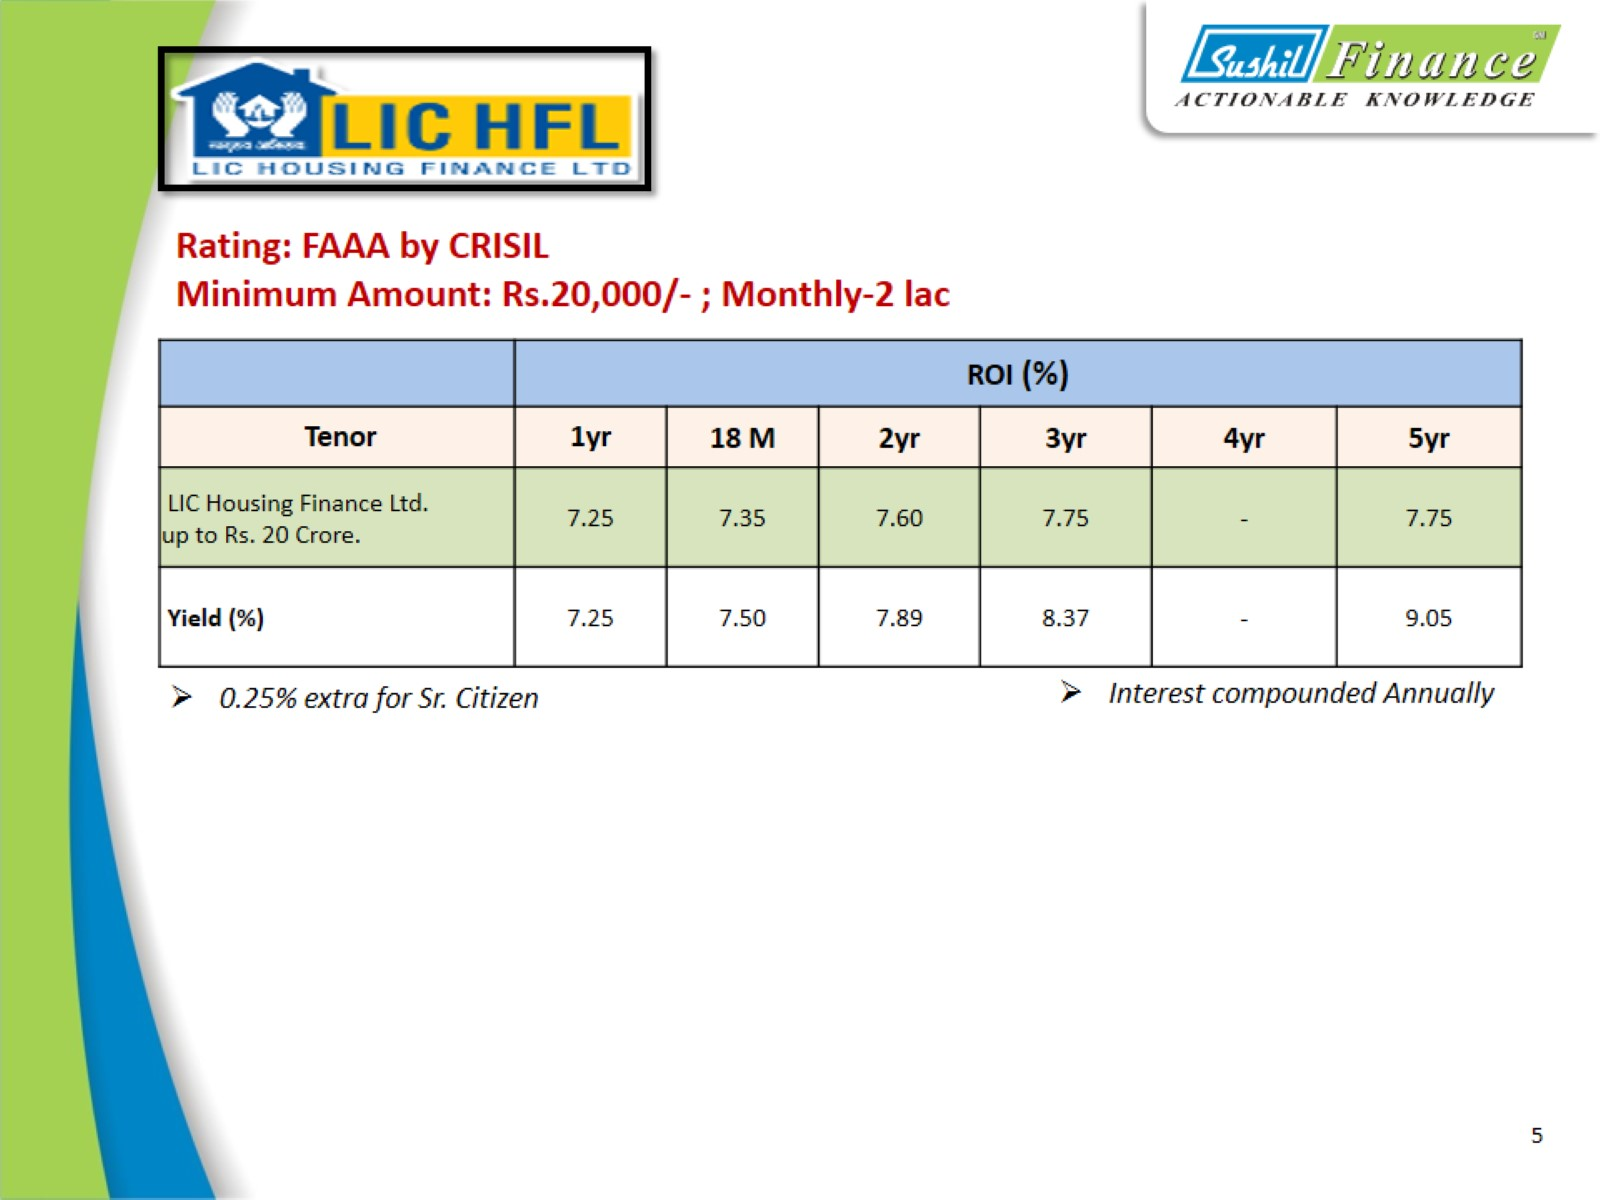 LIC HFL
LIC HOUSING FINANCE LTD
Sushil Finance
SM
ACTIONABLE KNOWLEDGE
Rating: FAAA by CRISIL
Minimum Amount: Rs.20,000/- ; Monthly-2 lac
ROI (%)
Tenor 1yr 18 M 2yr 3yr 4yr 5yr
LIC Housing Finance Ltd.
up to Rs. 20 Crore.
7.25 7.35 7.60 7.75 - 7.75
Yield (%) 7.25 7.50 7.89 8.37 - 9.05
➢ 0.25% extra for Sr. Citizen
➢ Interest compounded Annually
5